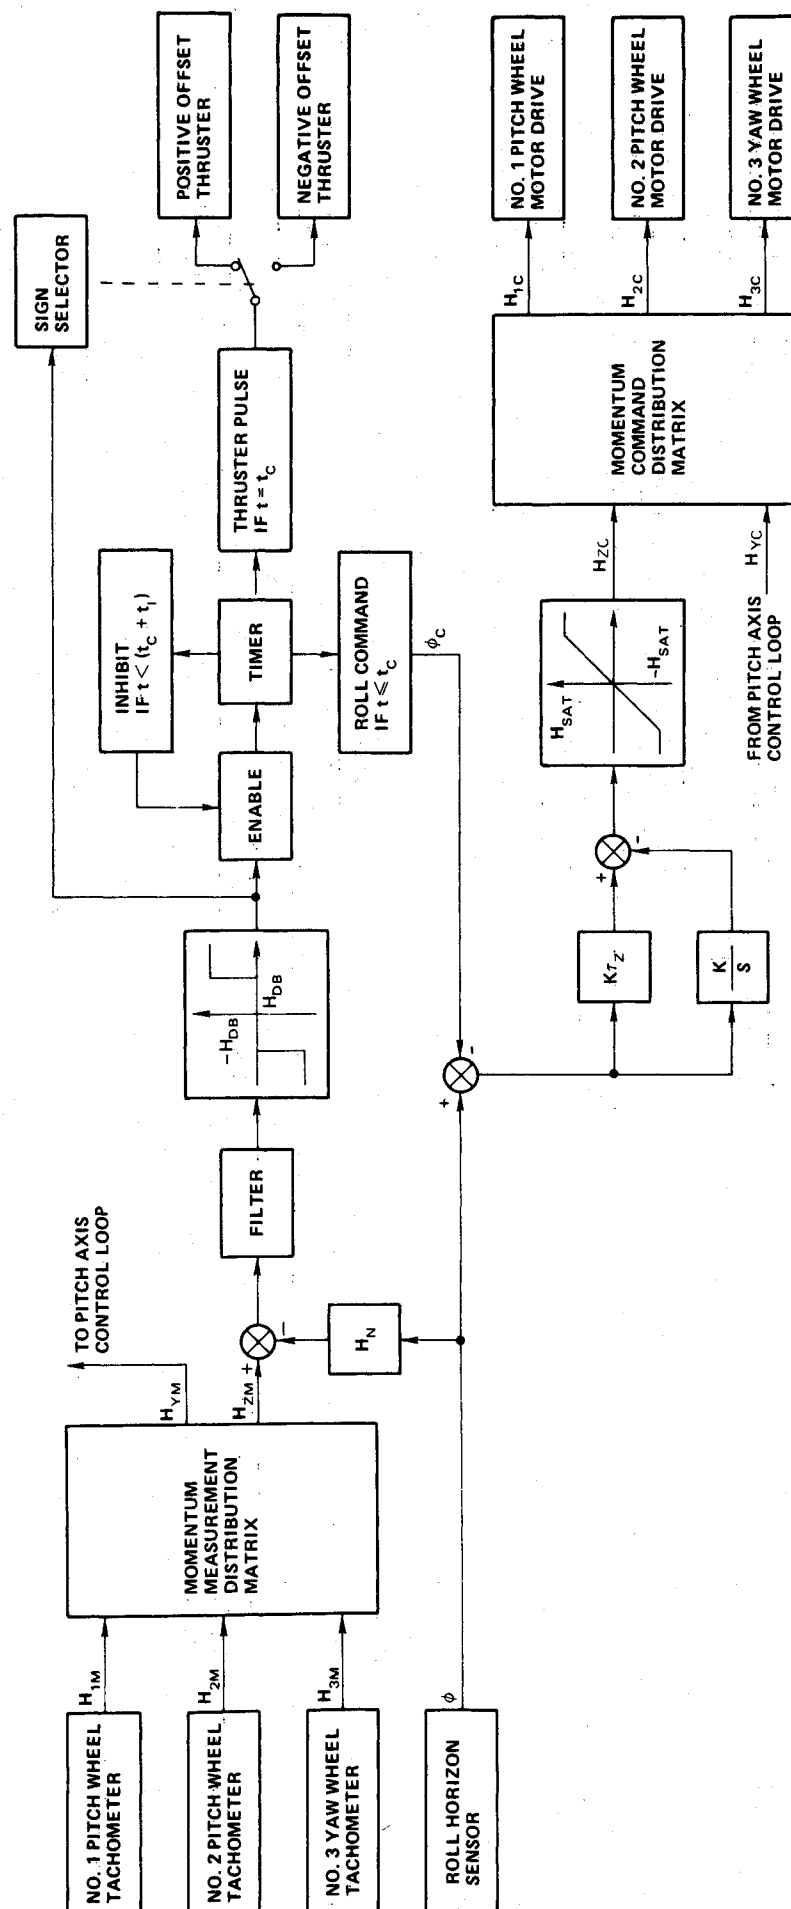 NO. 1 PITCH WHEEL
TACHOMETER
NO. 2 PITCH WHEEL
TACHOMETER
NO. 3 YAW WHEEL
TACHOMETER
ROLL HORIZON
SENSOR
H1M
H2M
H3M
ϕ
MOMENTUM
MEASUREMENT
DISTRIBUTION
MATRIX
HYM
HZM
+
−
TO PITCH AXIS
CONTROL LOOP
HN
FILTER
−HDB
HDB
ENABLE
INHIBIT
IF t < (tC + tI)
TIMER
ROLL COMMAND
IF t ⩽ tC
ϕC
THRUSTER PULSE
IF t = tC
SIGN
SELECTOR
POSITIVE OFFSET
THRUSTER
NEGATIVE OFFSET
THRUSTER
+
-
KτZ
K
S
+
-
HSAT
−HSAT
HZC
FROM PITCH AXIS
CONTROL LOOP
HYC
MOMENTUM
COMMAND
DISTRIBUTION
MATRIX
H1C
H2C
H3C
NO. 1 PITCH WHEEL
MOTOR DRIVE
NO. 2 PITCH WHEEL
MOTOR DRIVE
NO. 3 YAW WHEEL
MOTOR DRIVE